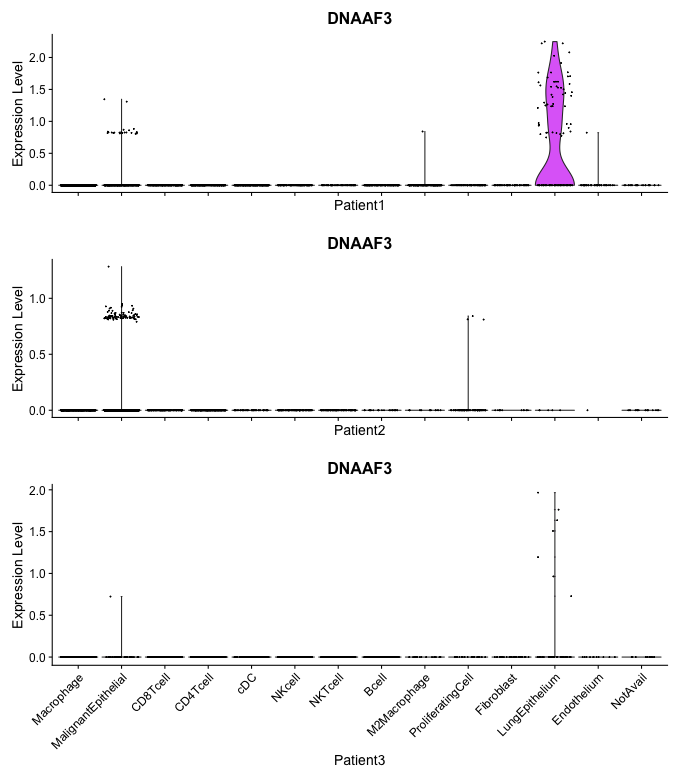 DNAAF3
Expression Level
2.0
1.5
1.0
0.5
0.0
Patient1
DNAAF3
Expression Level
1.0
0.5
0.0
Patient2
DNAAF3
Expression Level
2.0
1.5
1.0
0.5
0.0
Macrophage
MalignantEpithelial
CD8Tcell
CD4Tcell
cDC
NKcell
NKTcell
Bcell
M2Macrophage
ProliferatingCell
Fibroblast
LungEpithelium
Endothelium
NotAvail
Patient3